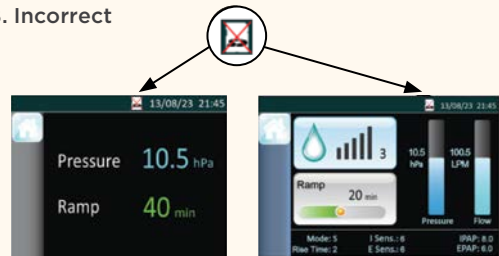 . Incorrect
13/08/23 21:45
Pressure 10.5 hPa
Ramp 40 min
13/08/23 21:45
3
10.5 hPa
100.5 LPM
Ramp
20 min
Pressure Flow
Mode: S I Sens.: 6 IPAP: 8.0
Rise Time: 2 E Sens.: 6 EPAP: 6.0